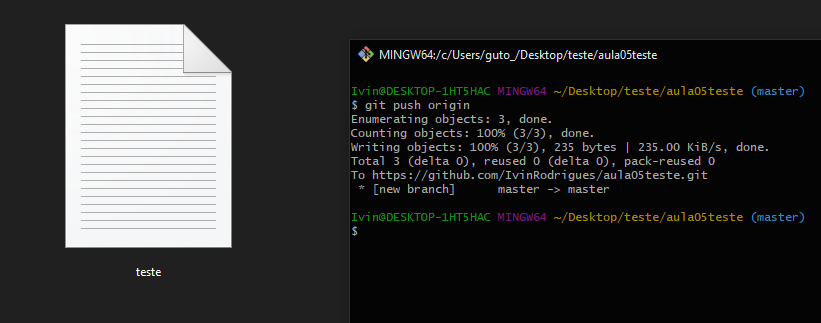 teste
MINGW64:/c/Users/guto_/Desktop/teste/aula05teste
Ivin@DESKTOP-1HT5HAC MINGW64 ~/Desktop/teste/aula05teste (master)
$ git push origin
Enumerating objects: 3, done.
Counting objects: 100% (3/3), done.
Writing objects: 100% (3/3), 235 bytes | 235.00 KiB/s, done.
Total 3 (delta 0), reused 0 (delta 0), pack-reused 0
To https://github.com/IvinRodrigues/aula05teste.git
 * [new branch]      master -> master
Ivin@DESKTOP-1HT5HAC MINGW64 ~/Desktop/teste/aula05teste (master)
$